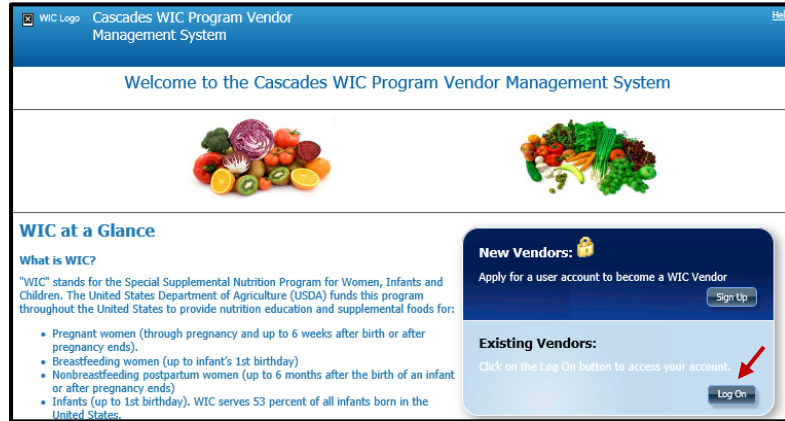 WIC Logo
Cascades WIC Program Vendor
Management System
Hel
Welcome to the Cascades WIC Program Vendor Management System
WIC at a Glance
What is WIC?
"WIC" stands for the Special Supplemental Nutrition Program for Women, Infants and
Children. The United States Department of Agriculture (USDA) funds this program
throughout the United States to provide nutrition education and supplemental foods for:
• Pregnant women (through pregnancy and up to 6 weeks after birth or after
pregnancy ends).
• Breastfeeding women (up to infant's 1st birthday)
• Nonbreastfeeding postpartum women (up to 6 months after the birth of an infant
or after pregnancy ends)
• Infants (up to 1st birthday). WIC serves 53 percent of all infants born in the
United States.
New Vendors:
Apply for a user account to become a WIC Vendor
Sign Up
Existing Vendors:
Click on the Log On button to access your account.
Log On